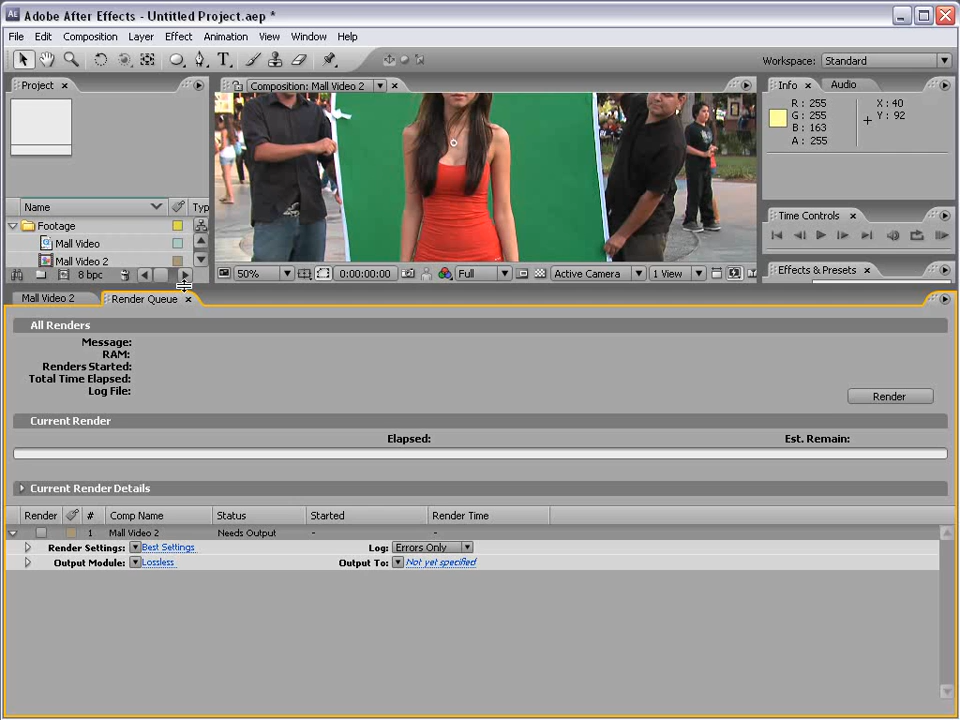 Adobe After Effects - Untitled Project.aep *
File Edit Composition Layer Effect Animation View Window Help
Workspace: Standard
Project
Composition: Mall Video 2
Info Audio
R : 255
G : 255
B : 163
A : 255
X : 40
Y : 92
Name Typ
Footage
Mall Video
Mall Video 2
8 bpc
50% 0:00:00:00 Full Active Camera 1 View
Time Controls
Effects & Presets
Mall Video 2 Render Queue
All Renders
Message:
RAM:
Renders Started:
Total Time Elapsed:
Log File:
Render
Current Render
Elapsed: Est. Remain:
Current Render Details
Render # Comp Name Status Started Render Time
1 Mall Video 2 Needs Output - -
Render Settings: Best Settings Log: Errors Only
Output Module: Lossless Output To: Not yet specified